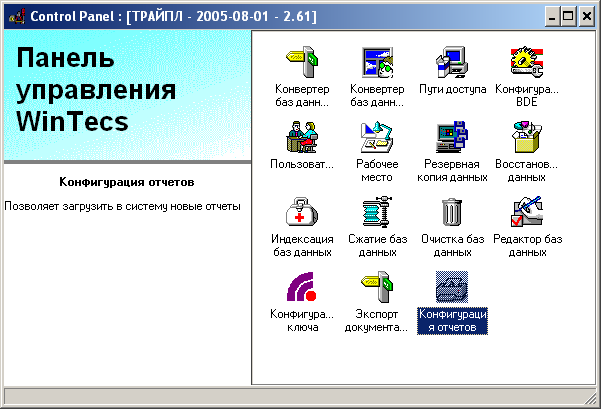 Control Panel : [ТРАЙПЛ - 2005-08-01 - 2.61]
Панель
управления
WinTecs
Конфигурация отчетов
Позволяет загрузить в систему новые отчеты
Конвертер
баз данн...
Конвертер
баз данн...
Пути доступа
Конфигура...
BDE
Пользоват...
Рабочее
место
Резервная
копия данных
Восстанов...
данных
Индексация
баз данных
Сжатие баз
данных
Очистка баз
данных
Редактор баз
данных
Конфигура...
ключа
Экспорт
документа...
Конфигураци
я отчетов